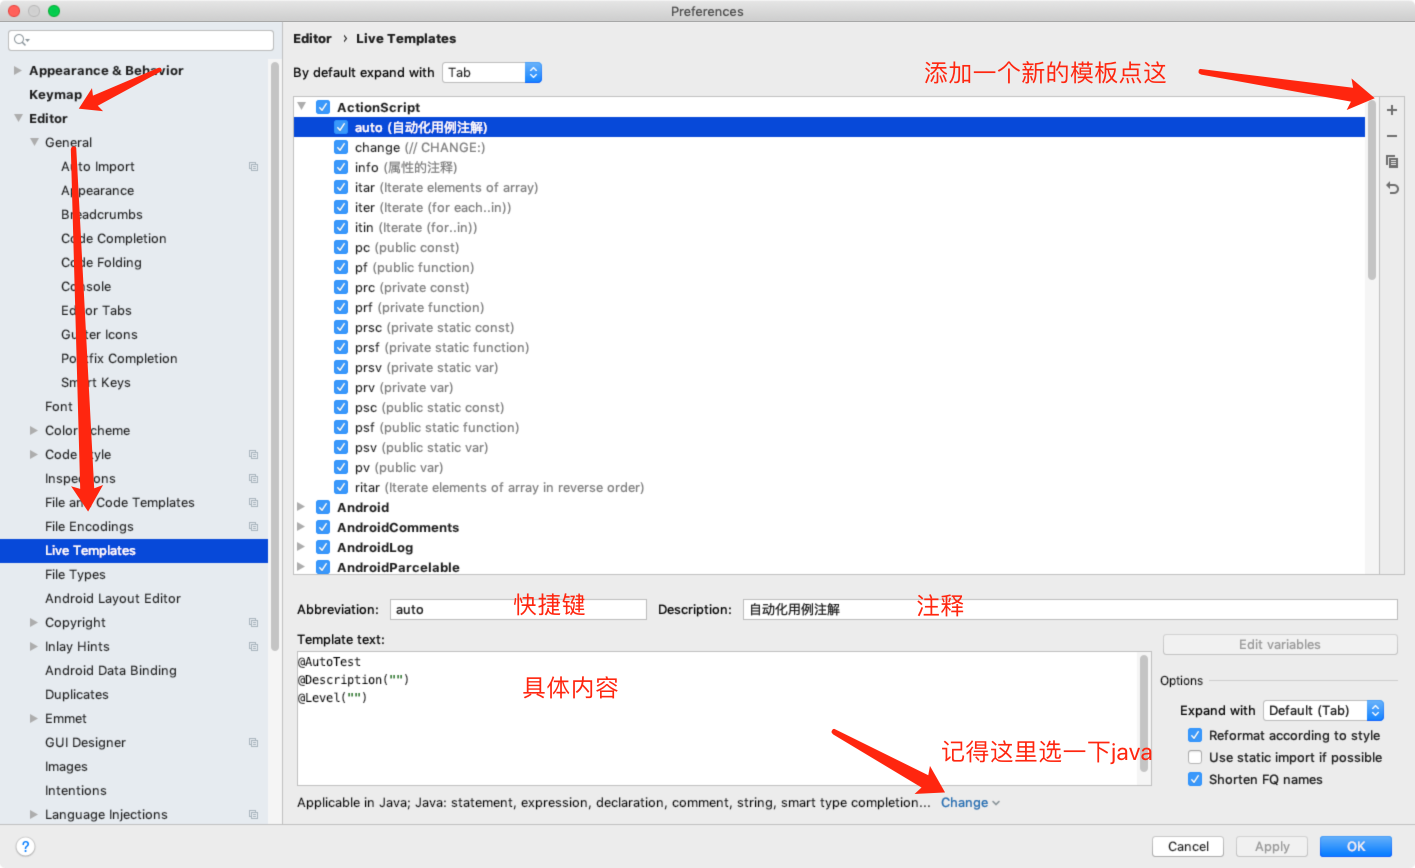 Preferences
Appearance & Behavior
Keymap
Editor
General
Auto Import
Appearance
Breadcrumbs
Code Completion
Code Folding
Console
Editor Tabs
Gutter Icons
Postfix Completion
Smart Keys
Font
Color Scheme
Code Style
Inspections
File and Code Templates
File Encodings
Live Templates
File Types
Android Layout Editor
Copyright
Inlay Hints
Android Data Binding
Duplicates
Emmet
GUI Designer
Images
Intentions
Language Injections
Editor › Live Templates
By default expand with Tab
添加一个新的模板点这
ActionScript
auto (自动化用例注解)
change (// CHANGE:)
info (属性的注释)
itar (Iterate elements of array)
iter (Iterate (for each..in))
itin (Iterate (for..in))
pc (public const)
pf (public function)
prc (private const)
prf (private function)
prsc (private static const)
prsf (private static function)
prsv (private static var)
prv (private var)
psc (public static const)
psf (public static function)
psv (public static var)
pv (public var)
ritar (Iterate elements of array in reverse order)
Android
AndroidComments
AndroidLog
AndroidParcelable
Abbreviation: auto 快捷键 Description: 自动化用例注解 注释
Template text:
@AutoTest
@Description("")
@Level("")
具体内容
Edit variables
Options
Expand with Default (Tab)
Reformat according to style
Use static import if possible
Shorten FQ names
记得这里选一下java
Applicable in Java; Java: statement, expression, declaration, comment, string, smart type completion... Change
?
Cancel Apply OK